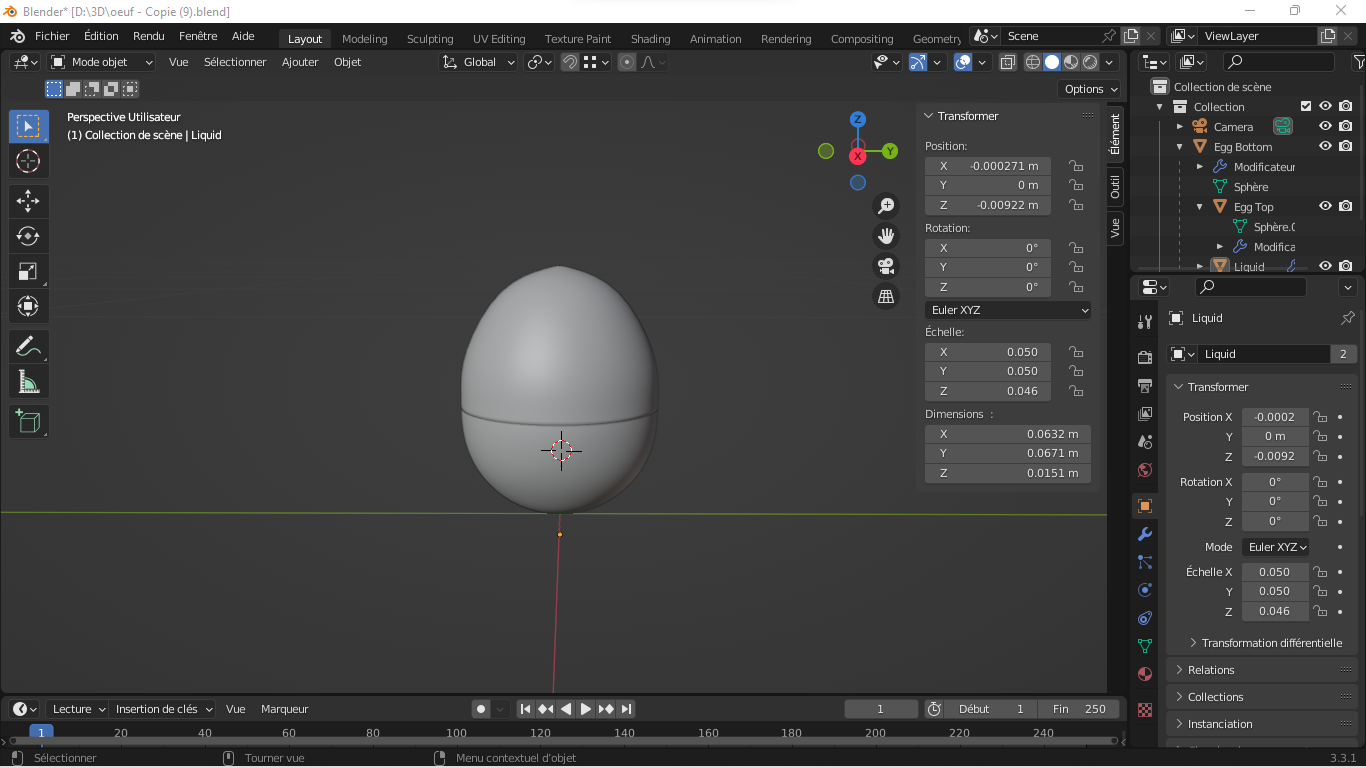 Blender* [D:\3D\oeuf - Copie (9).blend]
Fichier Édition Rendu Fenêtre Aide Layout Modeling Sculpting UV Editing Texture Paint Shading Animation Rendering Compositing Geometry Scene ViewLayer
Mode objet Vue Sélectionner Ajouter Objet Global
Options
Perspective Utilisateur
(1) Collection de scène | Liquid
Z
Y
X
Transformer
Position:
X -0.000271 m
Y 0 m
Z -0.00922 m
Rotation:
X 0°
Y 0°
Z 0°
Euler XYZ
Échelle:
X 0.050
Y 0.050
Z 0.046
Dimensions :
X 0.0632 m
Y 0.0671 m
Z 0.0151 m
Élément
Outil
Vue
Collection de scène
Collection
Camera
Egg Bottom
Modificateur
Sphère
Egg Top
Sphère.0
Modifica
Liquid
Liquid
Liquid 2
Transformer
Position X -0.0002
Y 0 m
Z -0.0092
Rotation X 0°
Y 0°
Z 0°
Mode Euler XYZ
Échelle X 0.050
Y 0.050
Z 0.046
Transformation différentielle
Relations
Collections
Instanciation
Lecture Insertion de clés Vue Marqueur 1 Début 1 Fin 250
1 20 40 60 80 100 120 140 160 180 200 220 240
Sélectionner Tourner vue Menu contextuel d'objet 3.3.1